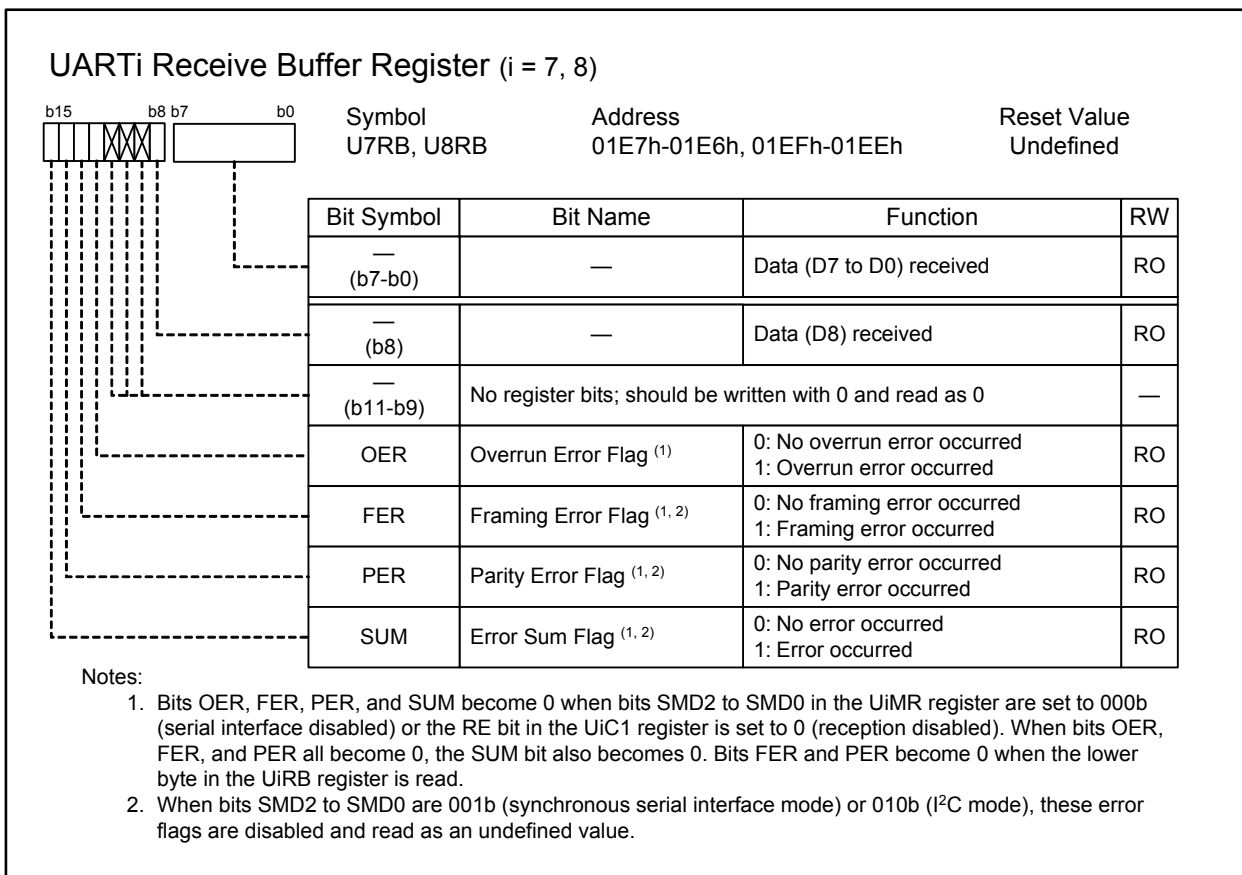 UARTi Receive Buffer Register (i = 7, 8)
b15 b8 b7 b0
Symbol Address Reset Value
U7RB, U8RB 01E7h-01E6h, 01EFh-01EEh Undefined
Bit Symbol Bit Name Function RW
—
(b7-b0) — Data (D7 to D0) received RO
—
(b8) — Data (D8) received RO
—
(b11-b9) No register bits; should be written with 0 and read as 0 —
OER Overrun Error Flag (1) 0: No overrun error occurred
1: Overrun error occurred RO
FER Framing Error Flag (1, 2) 0: No framing error occurred
1: Framing error occurred RO
PER Parity Error Flag (1, 2) 0: No parity error occurred
1: Parity error occurred RO
SUM Error Sum Flag (1, 2) 0: No error occurred
1: Error occurred RO
Notes:
1. Bits OER, FER, PER, and SUM become 0 when bits SMD2 to SMD0 in the UiMR register are set to 000b
(serial interface disabled) or the RE bit in the UiC1 register is set to 0 (reception disabled). When bits OER,
FER, and PER all become 0, the SUM bit also becomes 0. Bits FER and PER become 0 when the lower
byte in the UiRB register is read.
2. When bits SMD2 to SMD0 are 001b (synchronous serial interface mode) or 010b (I²C mode), these error
flags are disabled and read as an undefined value.